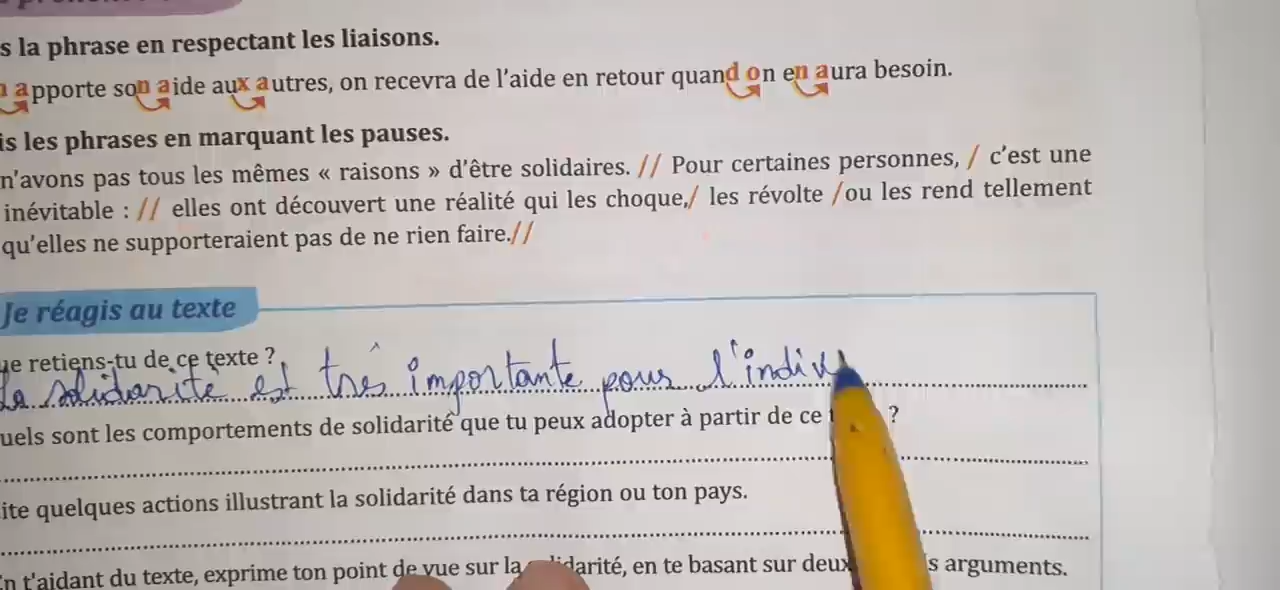 s la phrase en respectant les liaisons.
apporte son aide aux autres, on recevra de l'aide en retour quand on en aura besoin.
is les phrases en marquant les pauses.
n'avons pas tous les mêmes « raisons » d'être solidaires. // Pour certaines personnes, / c'est une
inévitable : // elles ont découvert une réalité qui les choque,/ les révolte /ou les rend tellement
qu'elles ne supporteraient pas de ne rien faire.//
Je réagis au texte
ue retiens-tu de ce texte ?
La solidarité est très importante pour l'indiv
uels sont les comportements de solidarité que tu peux adopter à partir de ce ?
ite quelques actions illustrant la solidarité dans ta région ou ton pays.
En t'aidant du texte, exprime ton point de vue sur la solidarité, en te basant sur deux s arguments.